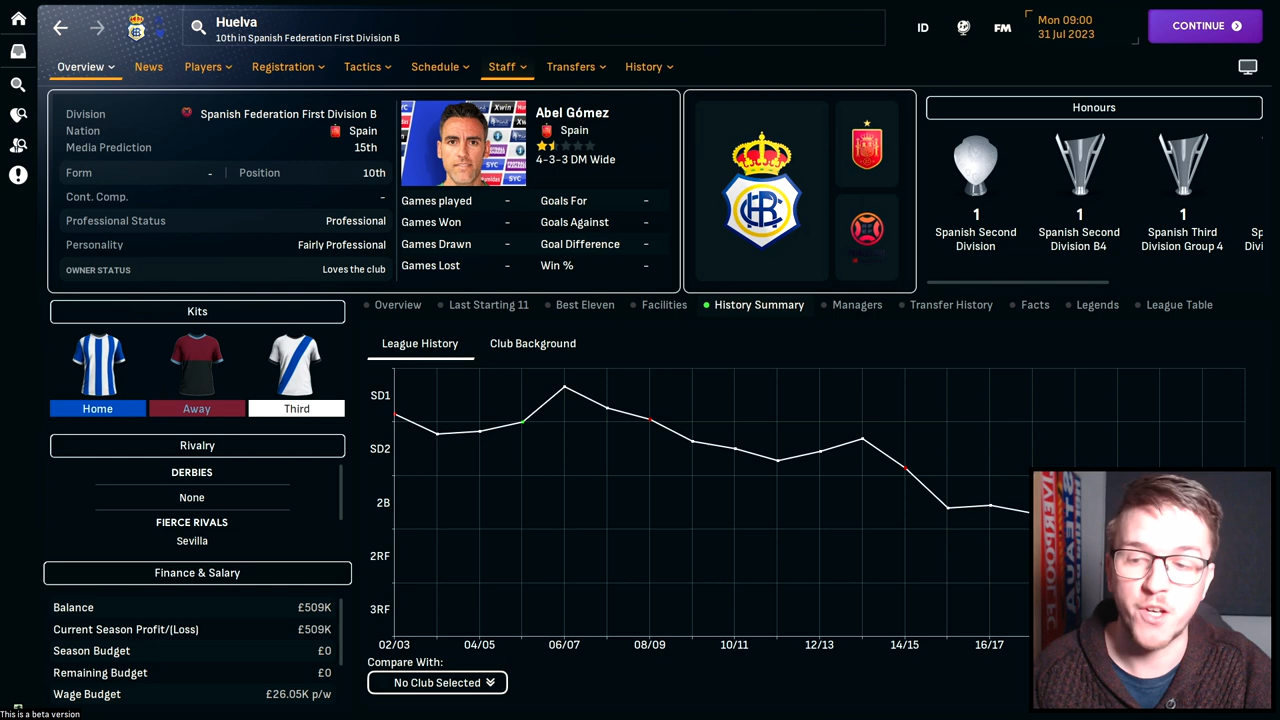 Huelva
10th in Spanish Federation First Division B
ID
FM
Mon 09:00
31 Jul 2023
CONTINUE
Overview
News
Players
Registration
Tactics
Schedule
Staff
Transfers
History
Division
Spanish Federation First Division B
Nation
Spain
Media Prediction
15th
Form
-
Position
10th
Cont. Comp.
-
Professional Status
Professional
Personality
Fairly Professional
OWNER STATUS
Loves the club
Xwin
SYC
SYC
Abel Gómez
Spain
4-3-3 DM Wide
Games played
-
Goals For
-
Games Won
-
Goals Against
-
Games Drawn
-
Goal Difference
-
Games Lost
-
Win %
-
Honours
1
Spanish Second
Division
1
Spanish Second
Division B4
1
Spanish Third
Division Group 4
Sp
Divi
Kits
Home
Away
Third
Rivalry
DERBIES
None
FIERCE RIVALS
Sevilla
Finance & Salary
Balance
£509K
Current Season Profit/(Loss)
£509K
Season Budget
£0
Remaining Budget
£0
Wage Budget
£26.05K p/w
Overview
Last Starting 11
Best Eleven
Facilities
History Summary
Managers
Transfer History
Facts
Legends
League Table
League History
Club Background
SD1
SD2
2B
2RF
3RF
02/03
04/05
06/07
08/09
10/11
12/13
14/15
16/17
Compare With:
No Club Selected
LIVERPOOL
This is a beta version